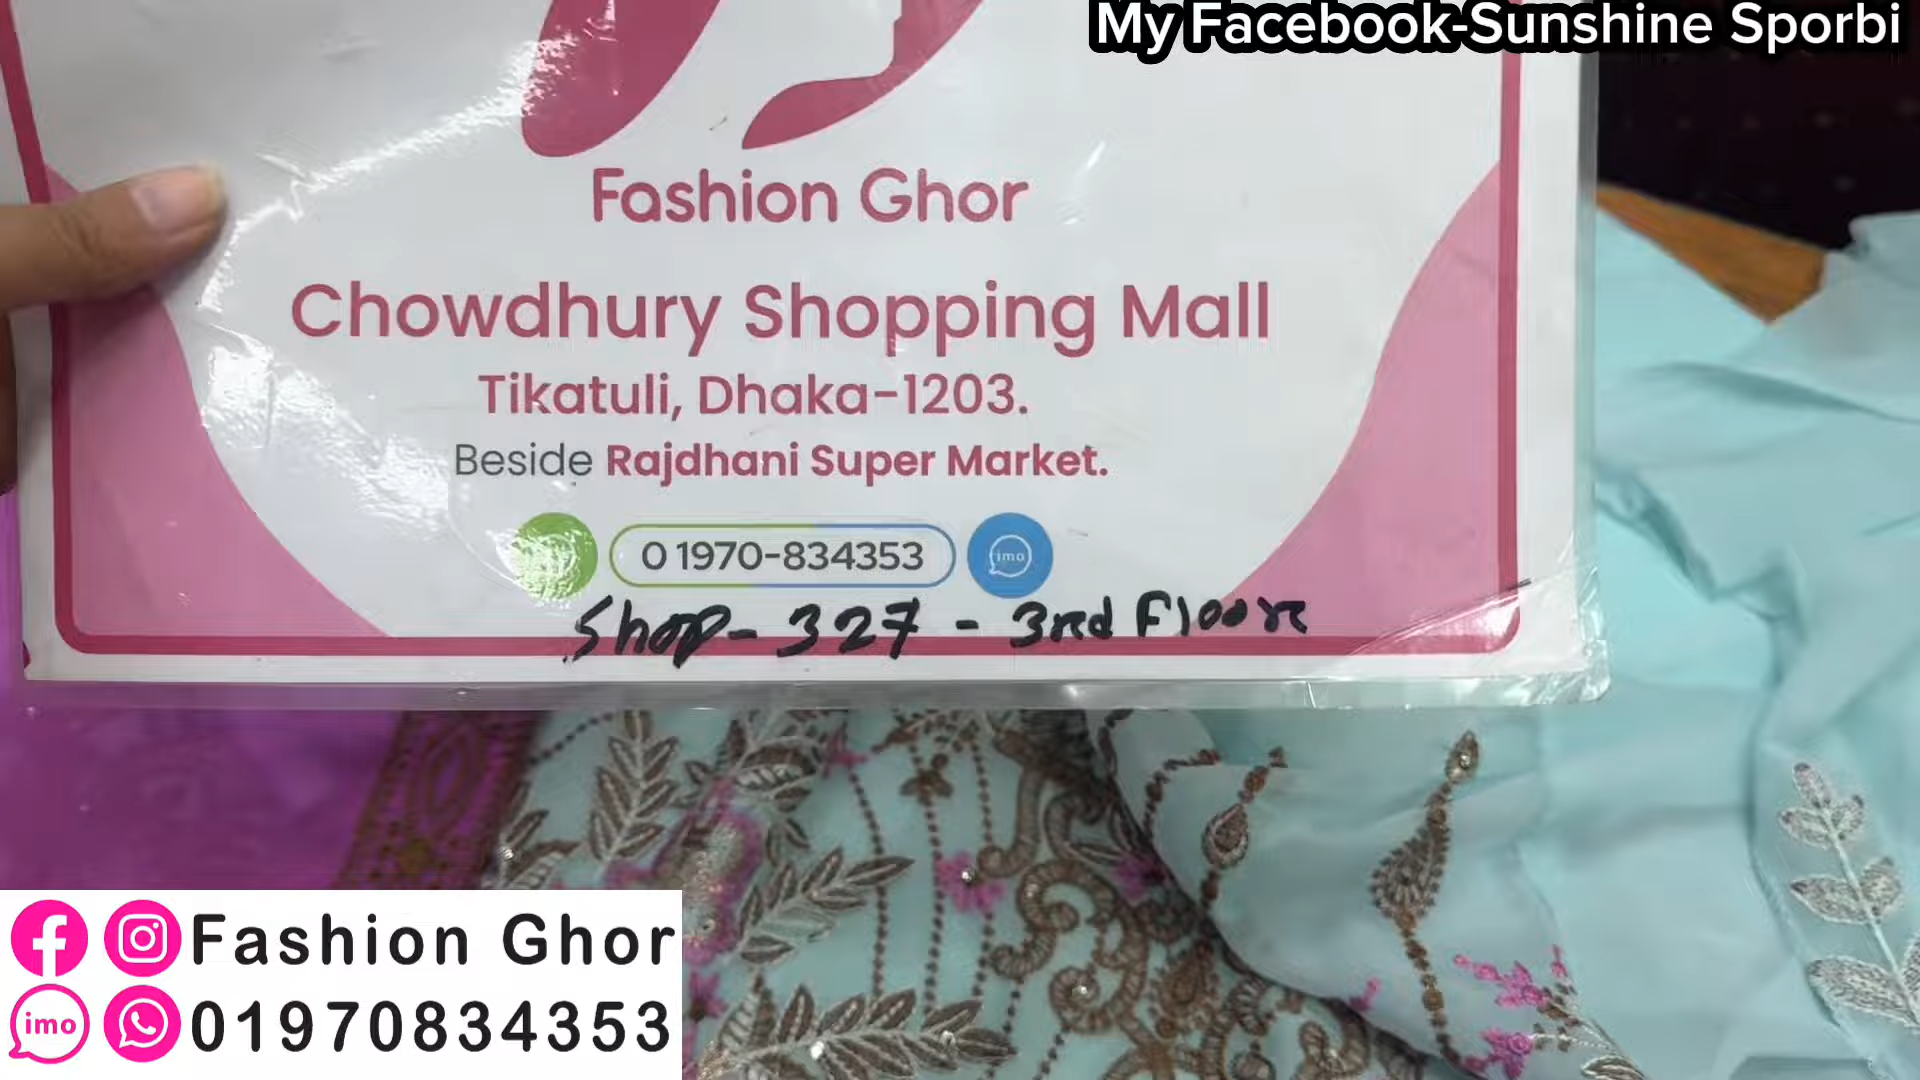 My Facebook-Sunshine Sporbi
Fashion Ghor
Chowdhury Shopping Mall
Tikatuli, Dhaka-1203.
Beside Rajdhani Super Market.
01970-834353 imo
Shop- 327 - 3rd Floore
Fashion Ghor
imo 01970834353